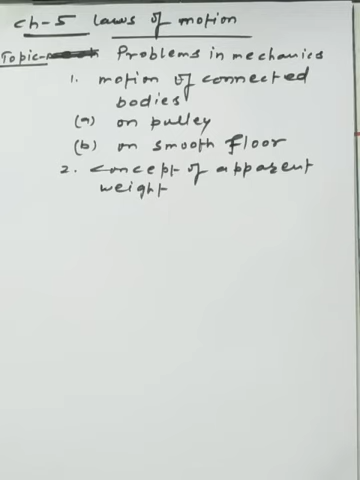 Ch-5 Laws of motion
Topic- Problems in mechanics
1. motion of connected
bodies
(a) on pulley
(b) on smooth floor
2. concept of apparent
weight